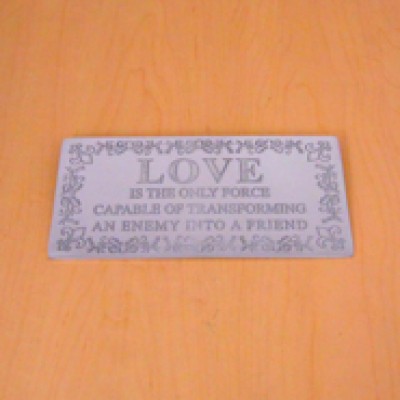 LOVE
IS THE ONLY FORCE
CAPABLE OF TRANSFORMING
AN ENEMY INTO A FRIEND